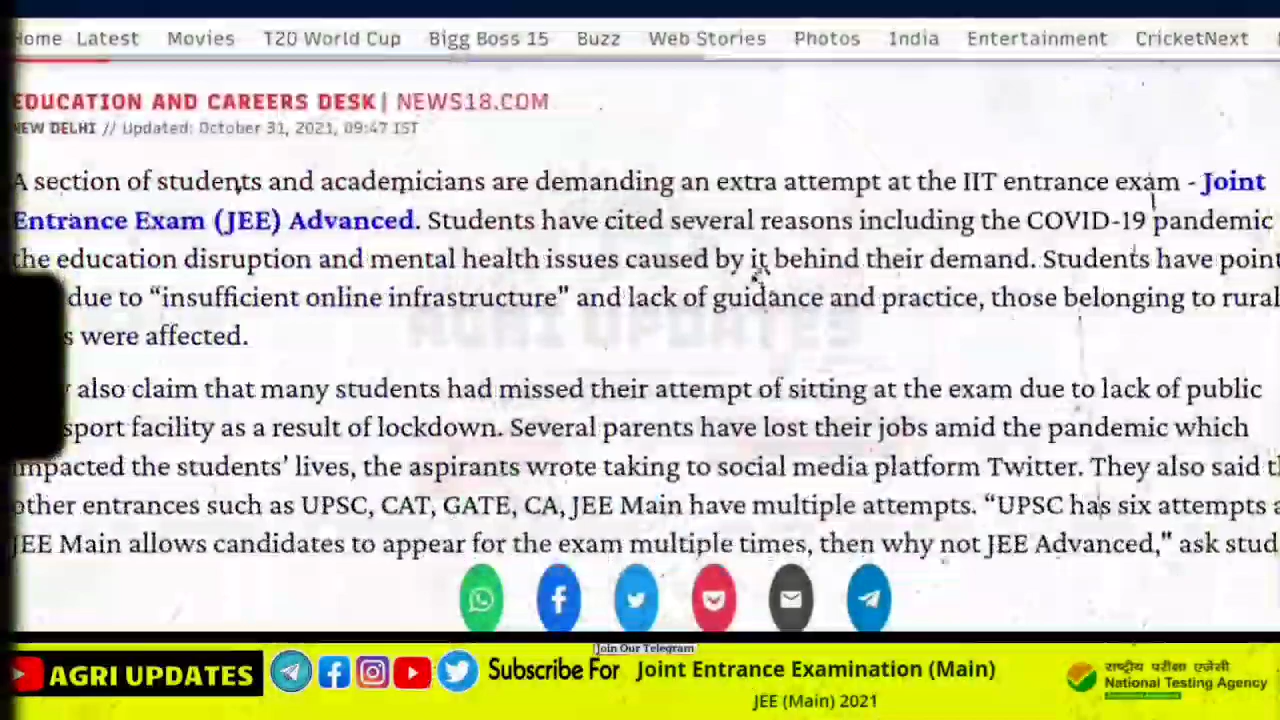 Home Latest Movies T20 World Cup Bigg Boss 15 Buzz Web Stories Photos India Entertainment CricketNext
EDUCATION AND CAREERS DESK| NEWS18.COM
NEW DELHI // Updated: October 31, 2021, 09:47 IST
A section of students and academicians are demanding an extra attempt at the IIT entrance exam - Joint
Entrance Exam (JEE) Advanced. Students have cited several reasons including the COVID-19 pandemic
the education disruption and mental health issues caused by it behind their demand. Students have point
due to “insufficient online infrastructure" and lack of guidance and practice, those belonging to rural
were affected.
also claim that many students had missed their attempt of sitting at the exam due to lack of public
sport facility as a result of lockdown. Several parents have lost their jobs amid the pandemic which
impacted the students’ lives, the aspirants wrote taking to social media platform Twitter. They also said th
other entrances such as UPSC, CAT, GATE, CA, JEE Main have multiple attempts. “UPSC has six attempts a
JEE Main allows candidates to appear for the exam multiple times, then why not JEE Advanced," ask stud
AGRI UPDATES
Join Our Telegram
AGRI UPDATES Subscribe For Joint Entrance Examination (Main)
JEE (Main) 2021
राष्ट्रीय परीक्षा एजेंसी
National Testing Agency